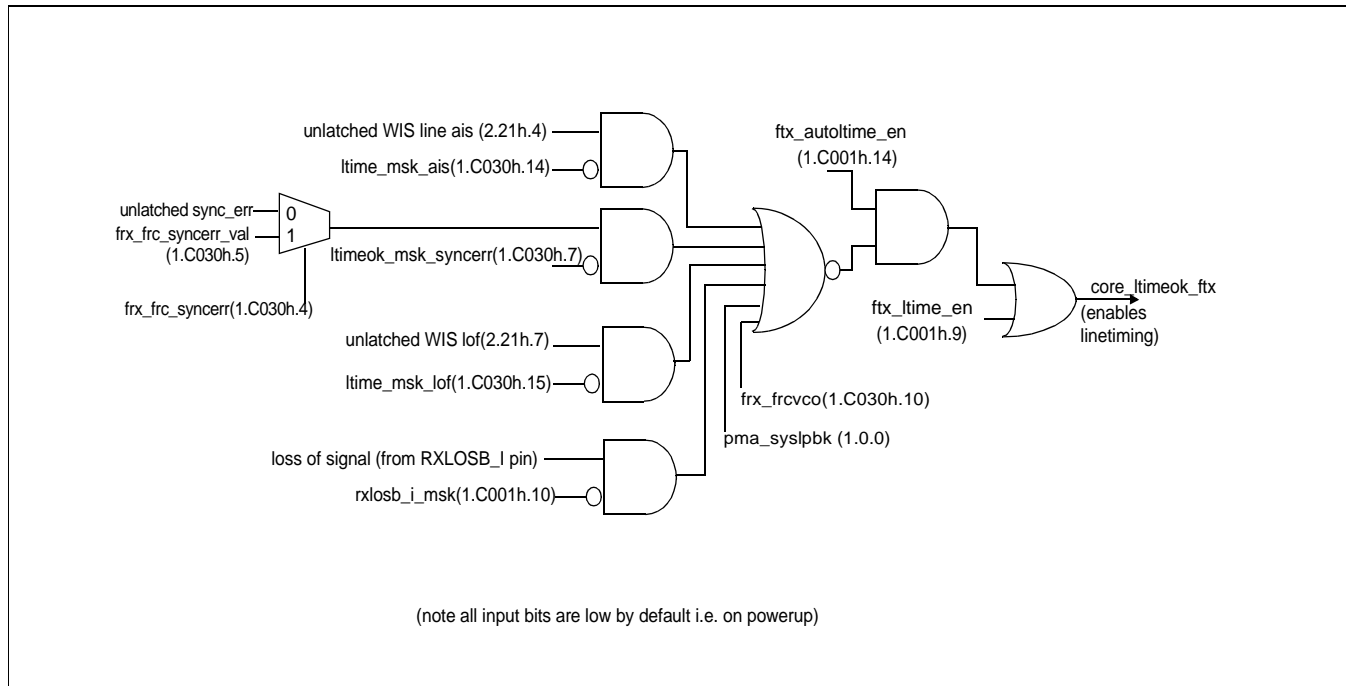 unlatched WIS line ais (2.21h.4)
ltime_msk_ais(1.C030h.14)
ftx_autoltime_en
(1.C001h.14)
unlatched sync_err
0
frx_frc_syncerr_val
1
(1.C030h.5)
ltimeok_msk_syncerr(1.C030h.7)
frx_frc_syncerr(1.C030h.4)
core_ltimeok_ftx
(enables
linetiming)
ftx_ltime_en
(1.C001h.9)
unlatched WIS lof(2.21h.7)
ltime_msk_lof(1.C030h.15)
frx_frcvco(1.C030h.10)
pma_syslpbk (1.0.0)
loss of signal (from RXLOSB_I pin)
rxlosb_i_msk(1.C001h.10)
(note all input bits are low by default i.e. on powerup)